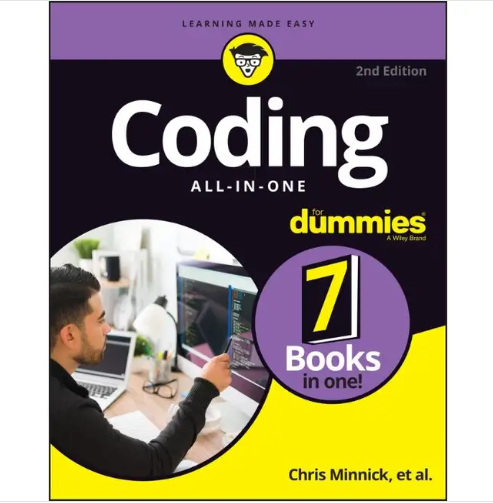 LEARNING MADE EASY
2nd Edition
Coding
ALL-IN-ONE
for
dummies®
A Wiley Brand
7
Books
in one!
Chris Minnick, et al.